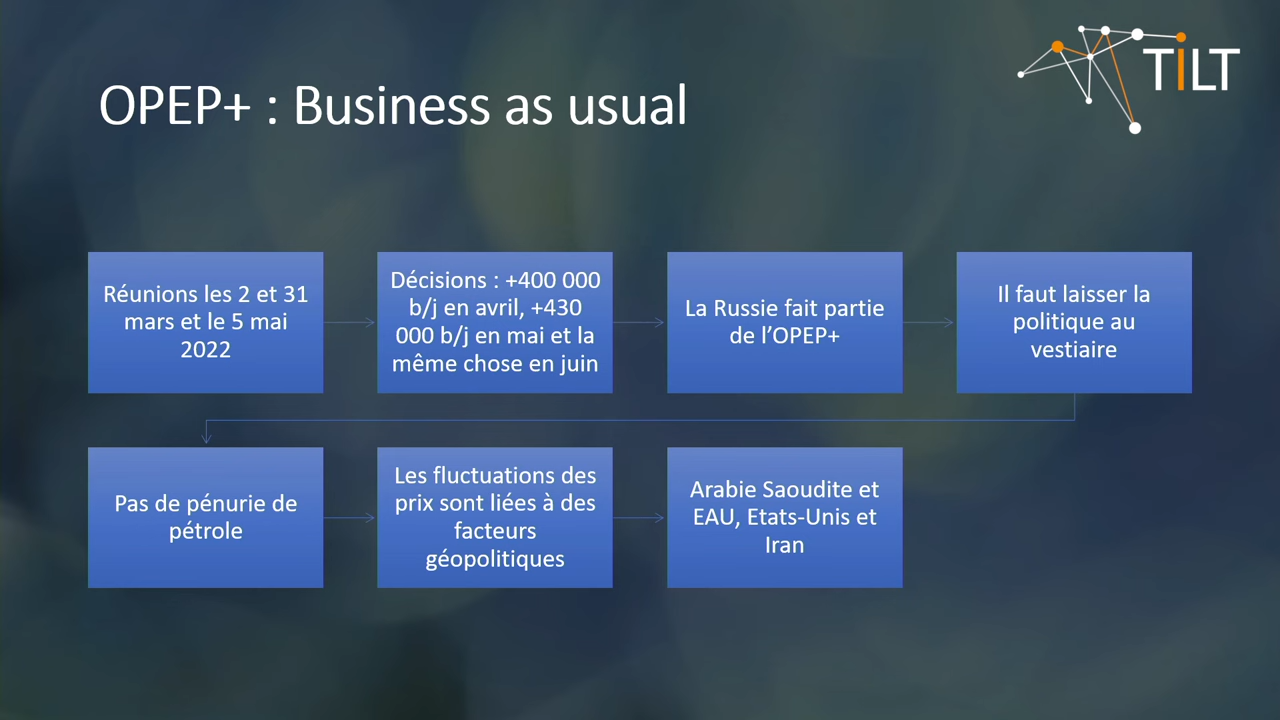 TiLT
OPEP+ : Business as usual
Réunions les 2 et 31
mars et le 5 mai
2022
Décisions : +400 000
b/j en avril, +430
000 b/j en mai et la
même chose en juin
La Russie fait partie
de l’OPEP+
Il faut laisser la
politique au
vestiaire
Pas de pénurie de
pétrole
Les fluctuations des
prix sont liées à des
facteurs
géopolitiques
Arabie Saoudite et
EAU, Etats-Unis et
Iran